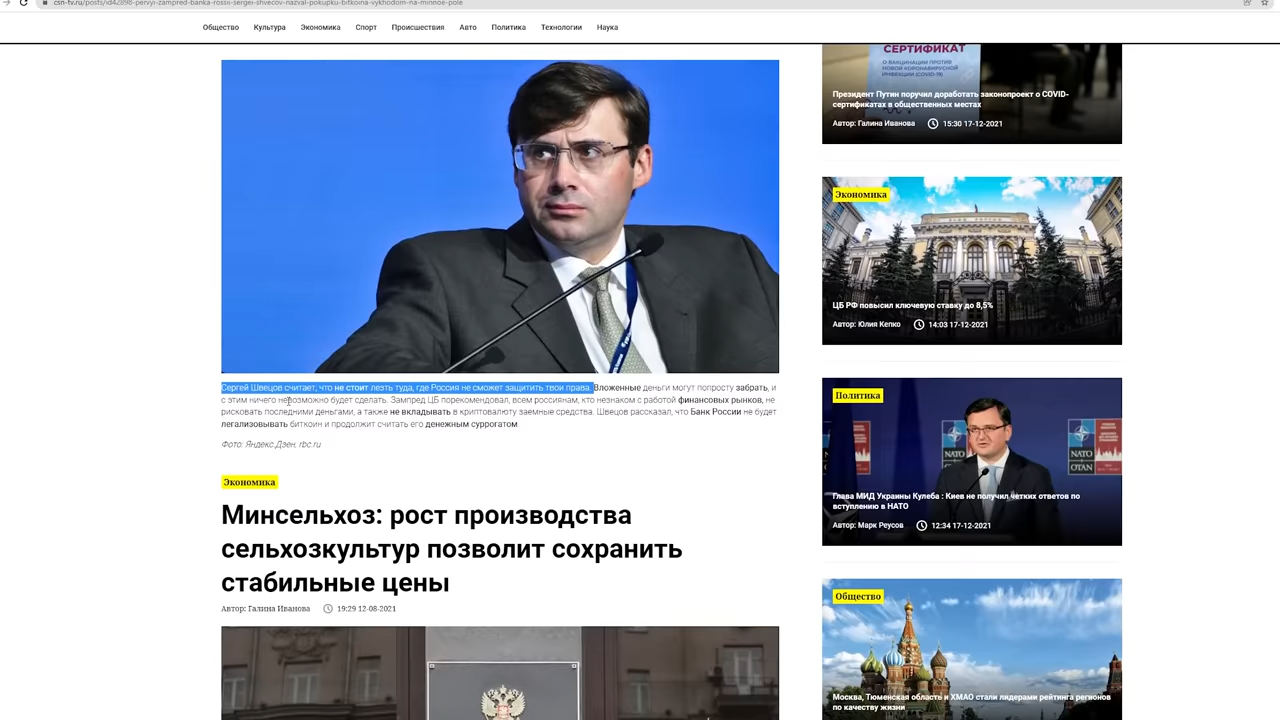 csn-tv.ru/posts/id42898-pervyi-zampred-banka-rossii-sergei-shvecov-nazval-pokupku-bitkoina-vykhodom-na-minnoe-pole
Общество Культура Экономика Спорт Происшествия Авто Политика Технологии Наука
Сергей Швецов считает, что не стоит лезть туда, где Россия не сможет защитить твои права. Вложенные деньги могут попросту забрать, и
с этим ничего невозможно будет сделать. Зампред ЦБ порекомендовал, всем россиянам, кто незнаком с работой финансовых рынков, не
рисковать последними деньгами, а также не вкладывать в криптовалюту заемные средства. Швецов рассказал, что Банк России не будет
легализовывать биткоин и продолжит считать его денежным суррогатом.
Фото: Яндекс.Дзен, rbc.ru
Экономика
Минсельхоз: рост производства
сельхозкультур позволит сохранить
стабильные цены
Автор: Галина Иванова 19:29 12-08-2021
СЕРТИФИКАТ
О ВАКЦИНАЦИИ ПРОТИВ
НОВОЙ КОРОНАВИРУСНОЙ
ИНФЕКЦИИ (COVID-19)
Президент Путин поручил доработать законопроект о COVID-
сертификатах в общественных местах
Автор: Галина Иванова 15:30 17-12-2021
Экономика
ЦБ РФ повысил ключевую ставку до 8,5%
Автор: Юлия Кепко 14:03 17-12-2021
Политика
NATO
OTAN
NATO
OTAN
Глава МИД Украины Кулеба : Киев не получил четких ответов по
вступлению в НАТО
Автор: Марк Реусов 12:34 17-12-2021
Общество
Москва, Тюменская область и ХМАО стали лидерами рейтинга регионов
по качеству жизни